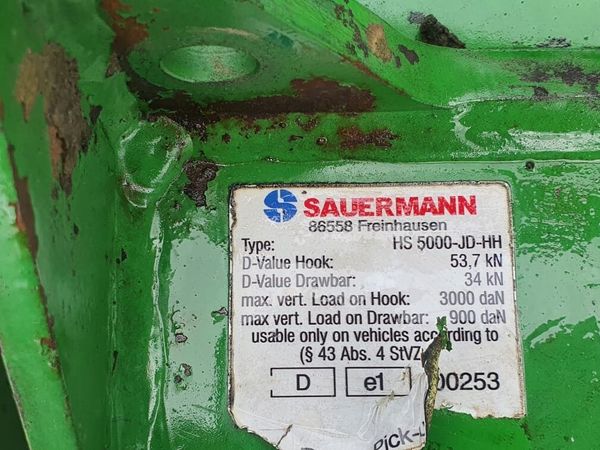 SAUERMANN
86558 Freinhausen
Type: HS 5000-JD-HH
D-Value Hook: 53,7 kN
D-Value Drawbar: 34 kN
max. vert. Load on Hook: 3000 daN
max vert. Load on Drawbar: 900 daN
usable only on vehicles according to
(§ 43 Abs. 4 StVZ
D e1 00253
Pick-